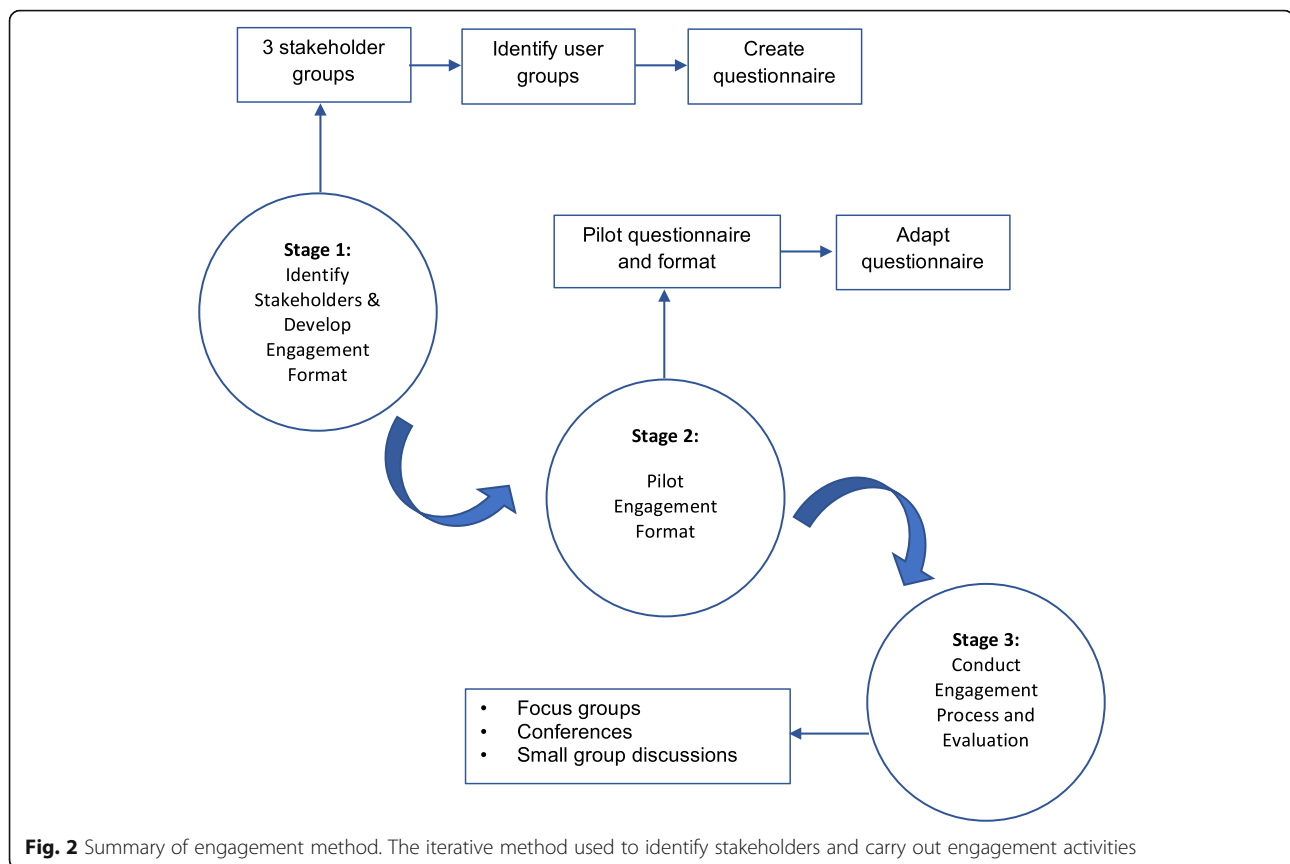 3 stakeholder
groups
Identify user
groups
Create
questionnaire
Stage 1:
Identify
Stakeholders &
Develop
Engagement
Format
Pilot questionnaire
and format
Adapt
questionnaire
Stage 2:
Pilot
Engagement
Format
Stage 3:
Conduct
Engagement
Process and
Evaluation
• Focus groups
• Conferences
• Small group discussions
Fig. 2 Summary of engagement method. The iterative method used to identify stakeholders and carry out engagement activities